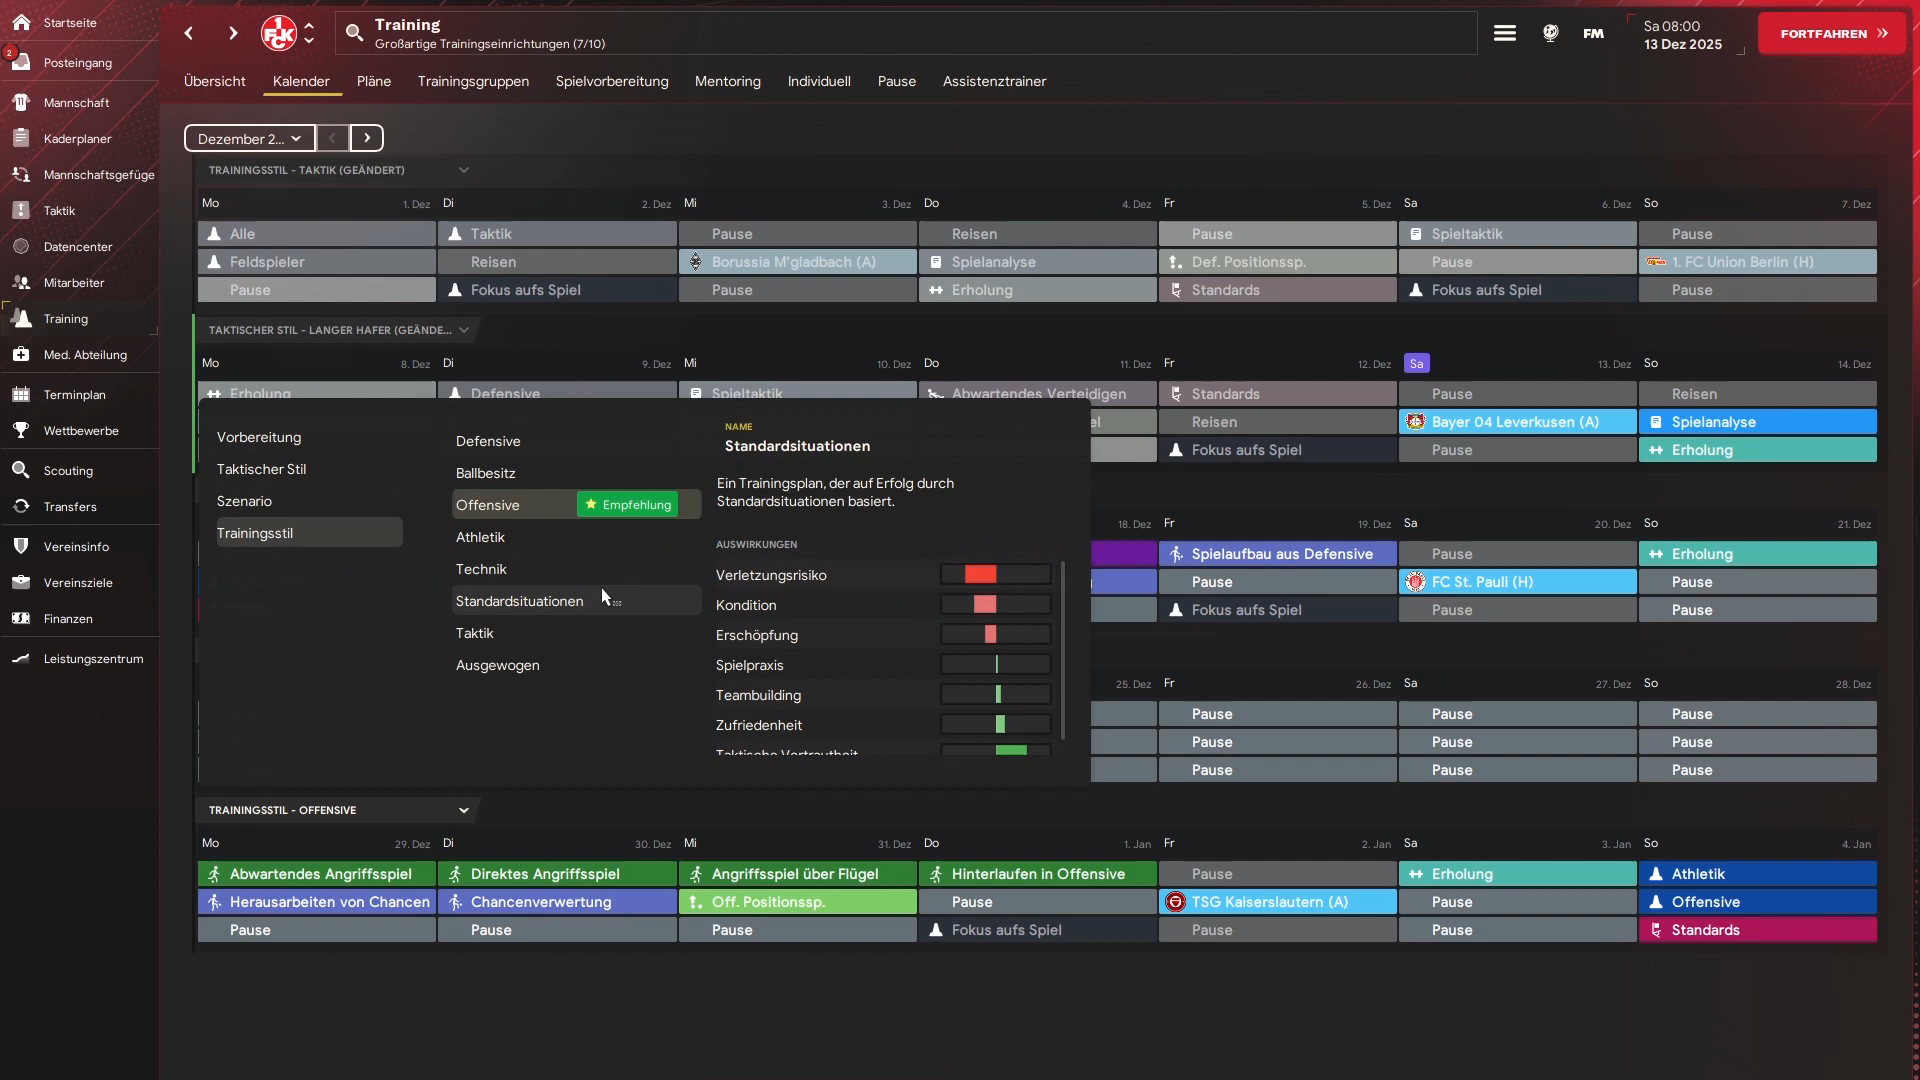 Startseite
2
Posteingang
Mannschaft
Kaderplaner
Mannschaftsgefüge
Taktik
Datencenter
Mitarbeiter
Training
Med. Abteilung
Terminplan
Wettbewerbe
Scouting
Transfers
Vereinsinfo
Vereinsziele
Finanzen
Leistungszentrum
Training
Großartige Trainingseinrichtungen (7/10)
FM
Sa 08:00
13 Dez 2025
FORTFAHREN
Übersicht Kalender Pläne Trainingsgruppen Spielvorbereitung Mentoring Individuell Pause Assistenztrainer
Dezember 2...
TRAININGSSTIL - TAKTIK (GEÄNDERT)
Mo 1. Dez Di 2. Dez Mi 3. Dez Do 4. Dez Fr 5. Dez Sa 6. Dez So 7. Dez
Alle Taktik Pause Reisen Pause Spieltaktik Pause
Feldspieler Reisen Borussia M'gladbach (A) Spielanalyse Def. Positionssp. Pause 1. FC Union Berlin (H)
Pause Fokus aufs Spiel Pause Erholung Standards Fokus aufs Spiel Pause
TAKTISCHER STIL - LANGER HAFER (GEÄNDE...
Mo 8. Dez Di 9. Dez Mi 10. Dez Do 11. Dez Fr 12. Dez Sa 13. Dez So 14. Dez
Erholung Defensive Spieltaktik Abwartendes Verteidigen Standards Pause Reisen
el Reisen Bayer 04 Leverkusen (A) Spielanalyse
Fokus aufs Spiel Pause Erholung
18. Dez Fr 19. Dez Sa 20. Dez So 21. Dez
Spielaufbau aus Defensive Pause Erholung
Pause FC St. Pauli (H) Pause
Fokus aufs Spiel Pause Pause
25. Dez Fr 26. Dez Sa 27. Dez So 28. Dez
Pause Pause Pause
Pause Pause Pause
Pause Pause Pause
Vorbereitung
Taktischer Stil
Szenario
Trainingsstil
Defensive
Ballbesitz
Offensive Empfehlung
Athletik
Technik
Standardsituationen
Taktik
Ausgewogen
NAME
Standardsituationen
Ein Trainingsplan, der auf Erfolg durch
Standardsituationen basiert.
AUSWIRKUNGEN
Verletzungsrisiko
Kondition
Erschöpfung
Spielpraxis
Teambuilding
Zufriedenheit
Taktische Vertrautheit
TRAININGSSTIL - OFFENSIVE
Mo 29. Dez Di 30. Dez Mi 31. Dez Do 1. Jan Fr 2. Jan Sa 3. Jan So 4. Jan
Abwartendes Angriffsspiel Direktes Angriffsspiel Angriffsspiel über Flügel Hinterlaufen in Offensive Pause Erholung Athletik
Herausarbeiten von Chancen Chancenverwertung Off. Positionssp. Pause TSG Kaiserslautern (A) Pause Offensive
Pause Pause Pause Fokus aufs Spiel Pause Pause Standards